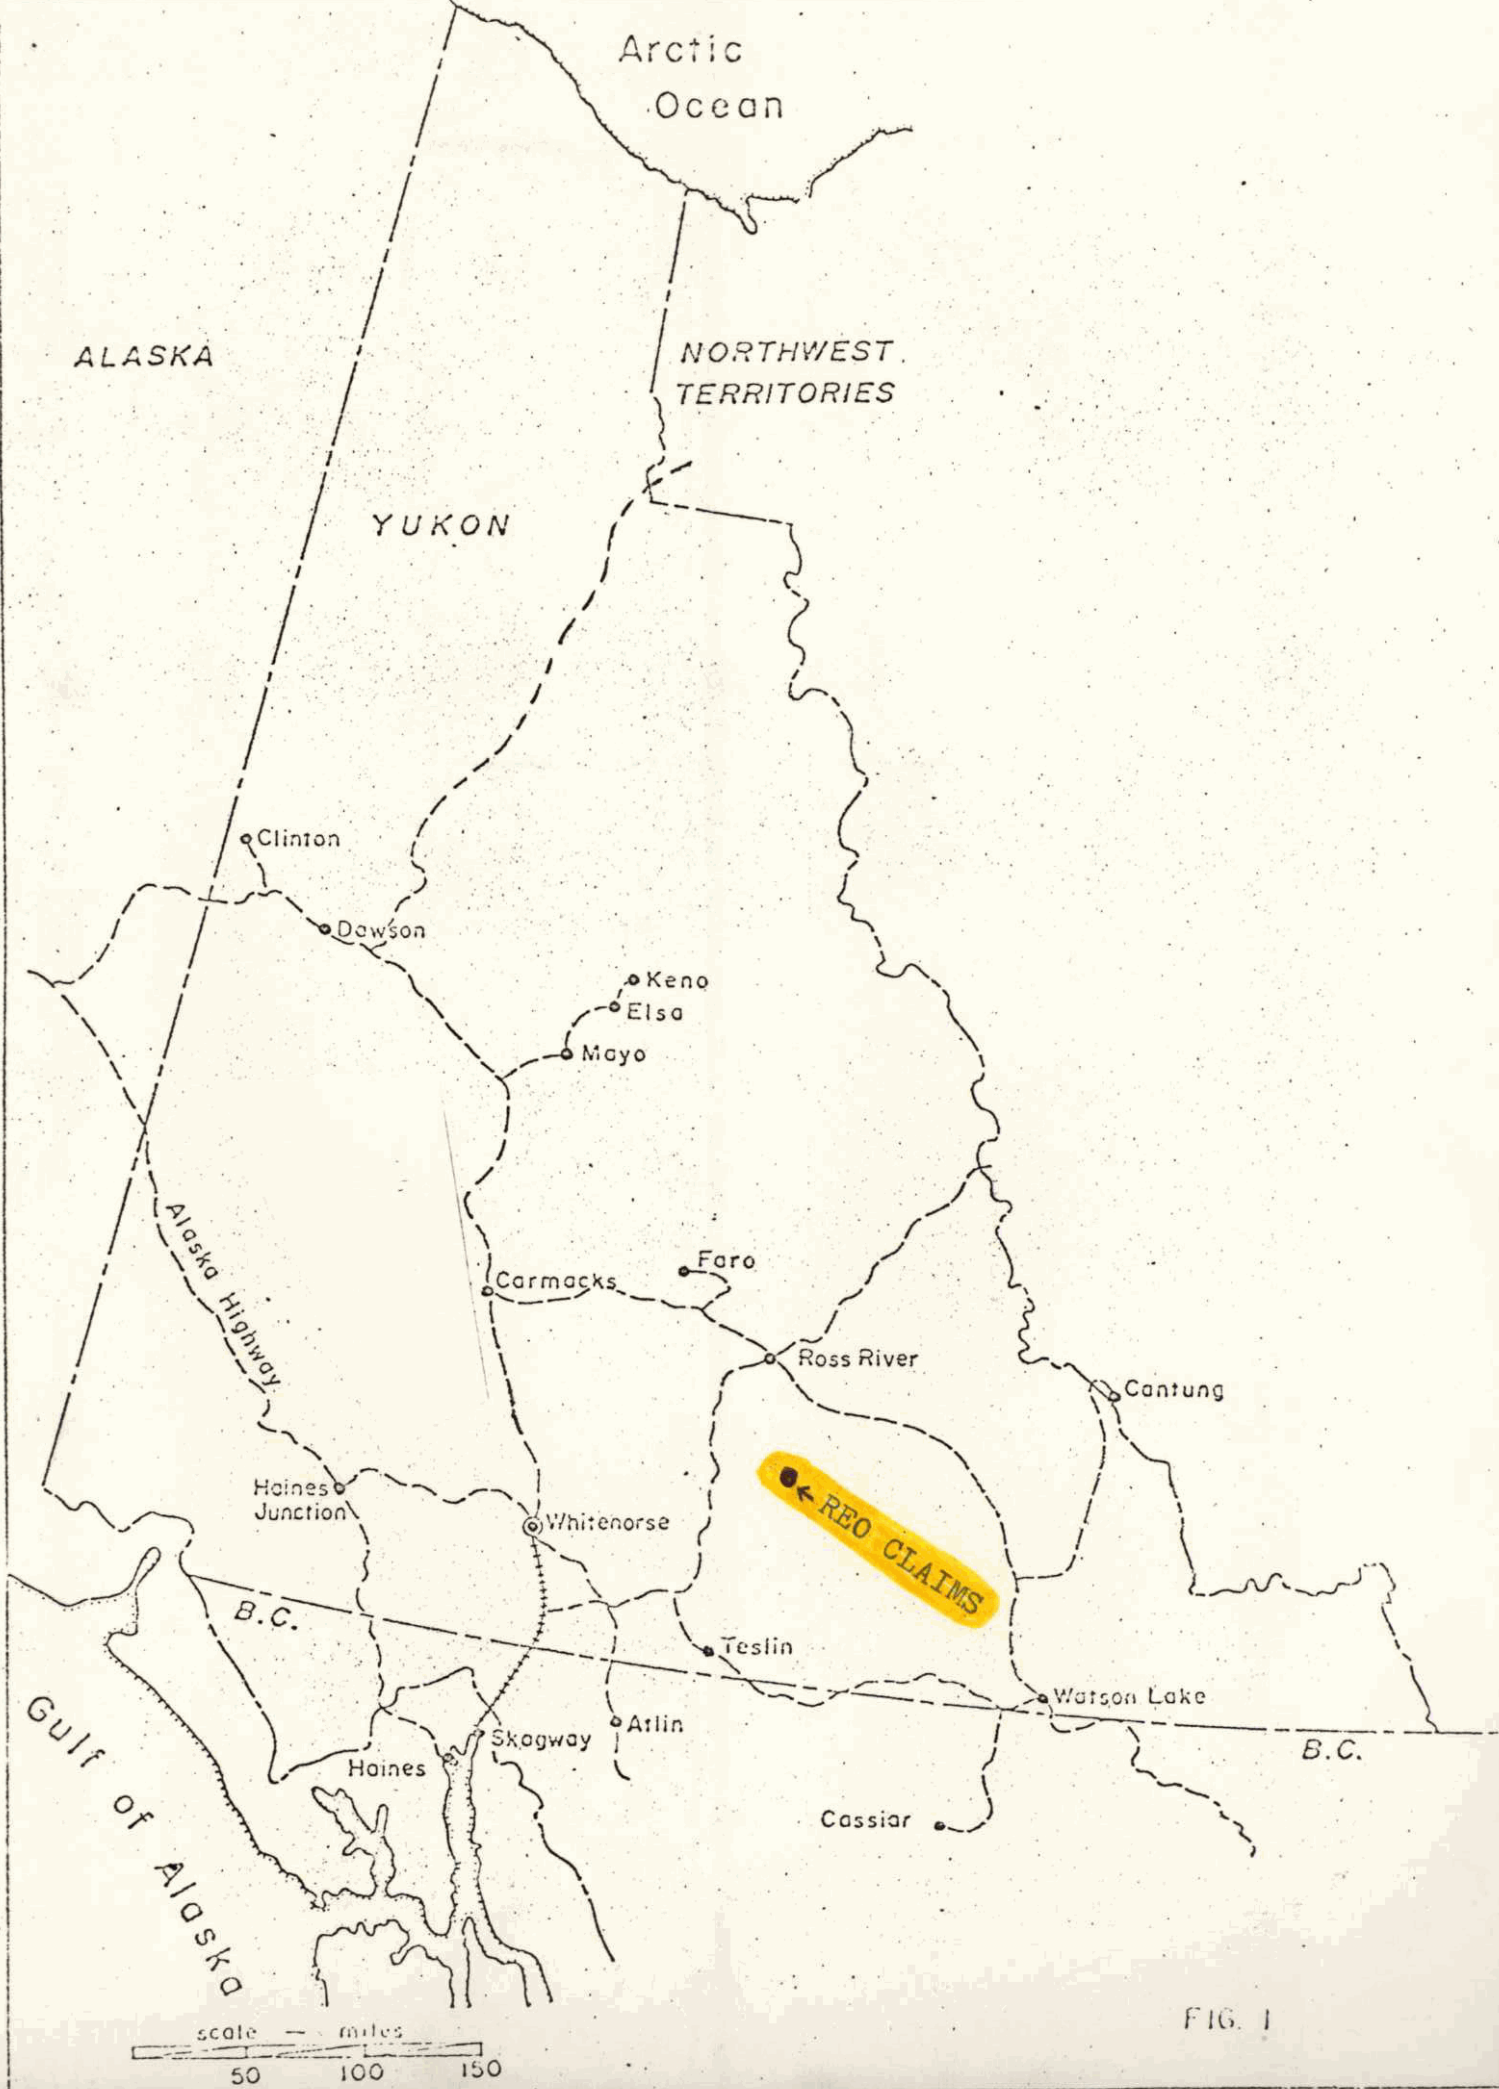 Arctic
Ocean
ALASKA
NORTHWEST
TERRITORIES
YUKON
Clinton
Dawson
Keno
Elsa
Mayo
Alaska Highway
Faro
Carmacks
Ross River
Cantung
Haines
Junction
REO CLAIMS
Whitehorse
B.C.
Teslin
Watson Lake
Gulf of Alaska
Atlin
Skagway
B.C.
Haines
Cassiar
FIG. 1
scale — miles
50 100 150